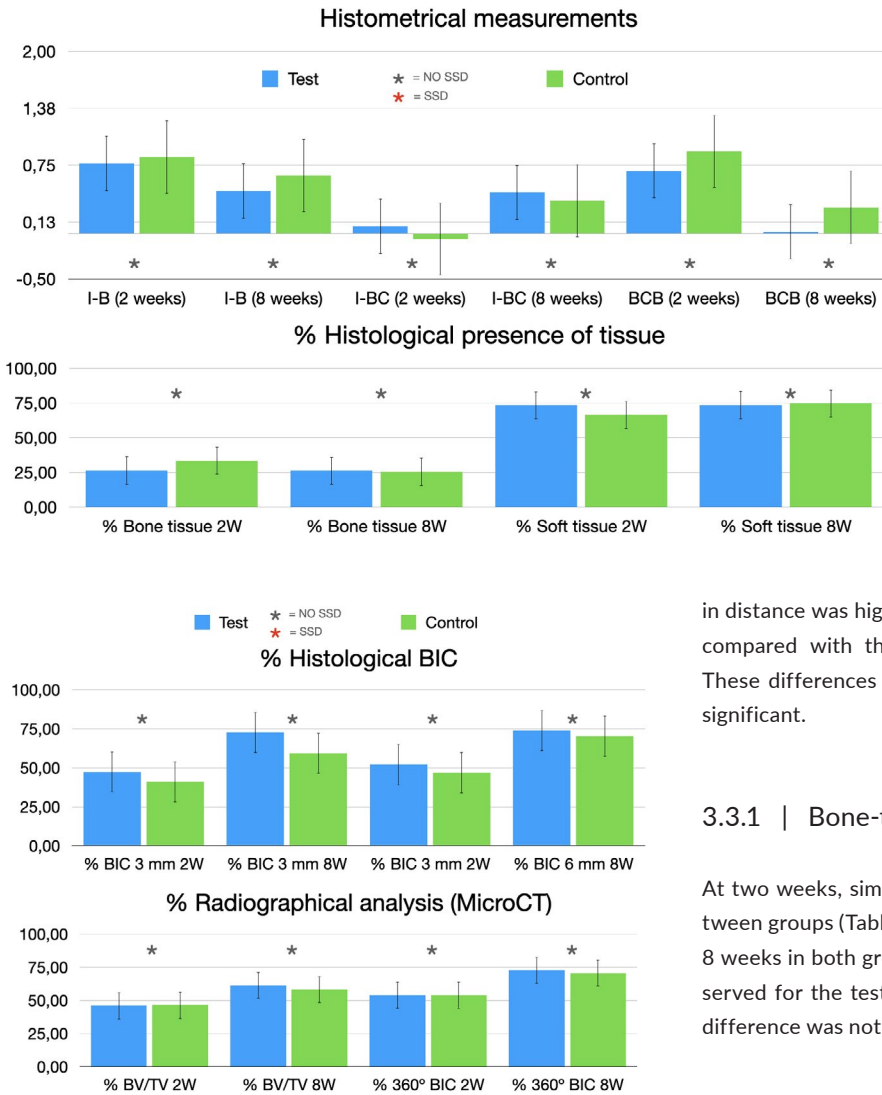 Histometrical measurements
2,00
Test
* = NO SSD
* = SSD
Control
1,38
0,75
0,13
-0,50
I-B (2 weeks) I-B (8 weeks) I-BC (2 weeks) I-BC (8 weeks) BCB (2 weeks) BCB (8 weeks)
% Histological presence of tissue
100,00
75,00
50,00
25,00
0,00
% Bone tissue 2W % Bone tissue 8W % Soft tissue 2W % Soft tissue 8W
Test
* = NO SSD
* = SSD
Control
% Histological BIC
100,00
75,00
50,00
25,00
0,00
% BIC 3 mm 2W % BIC 3 mm 8W % BIC 3 mm 2W % BIC 6 mm 8W
% Radiographical analysis (MicroCT)
100,00
75,00
50,00
25,00
0,00
% BV/TV 2W % BV/TV 8W % 360º BIC 2W % 360º BIC 8W
in distance was hig
compared with th
These differences
significant.
3.3.1 | Bone-t
At two weeks, sim
tween groups (Tabl
8 weeks in both gr
served for the test
difference was not